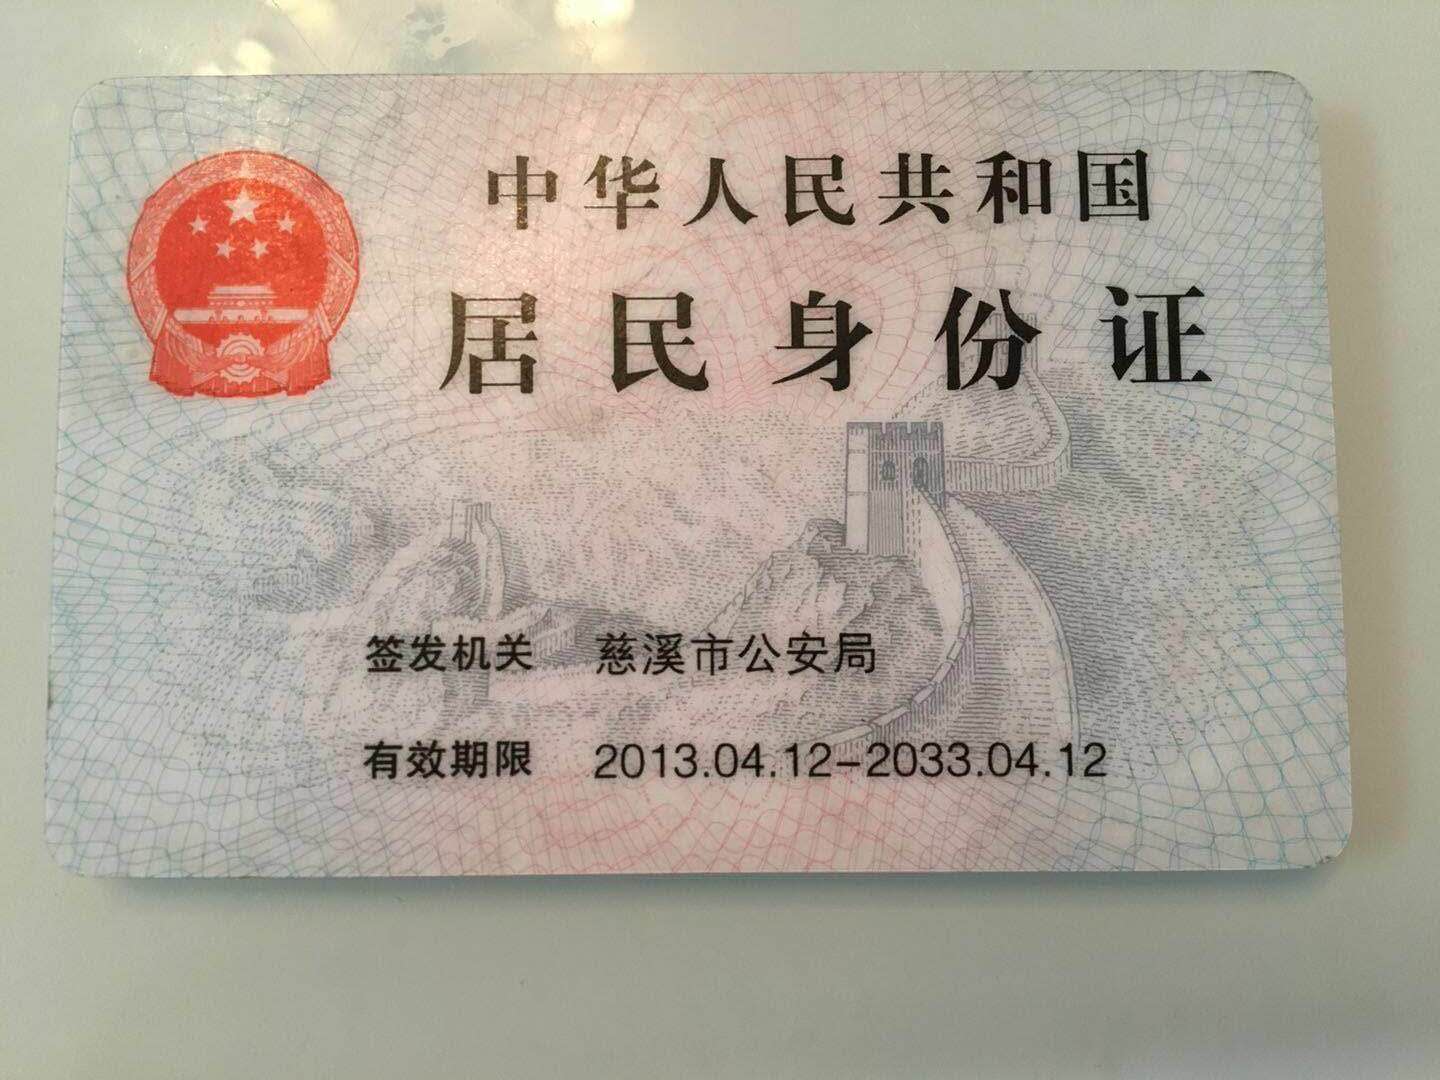 中华人民共和国
居民身份证
签发机关 慈溪市公安局
有效期限 2013.04.12-2033.04.12